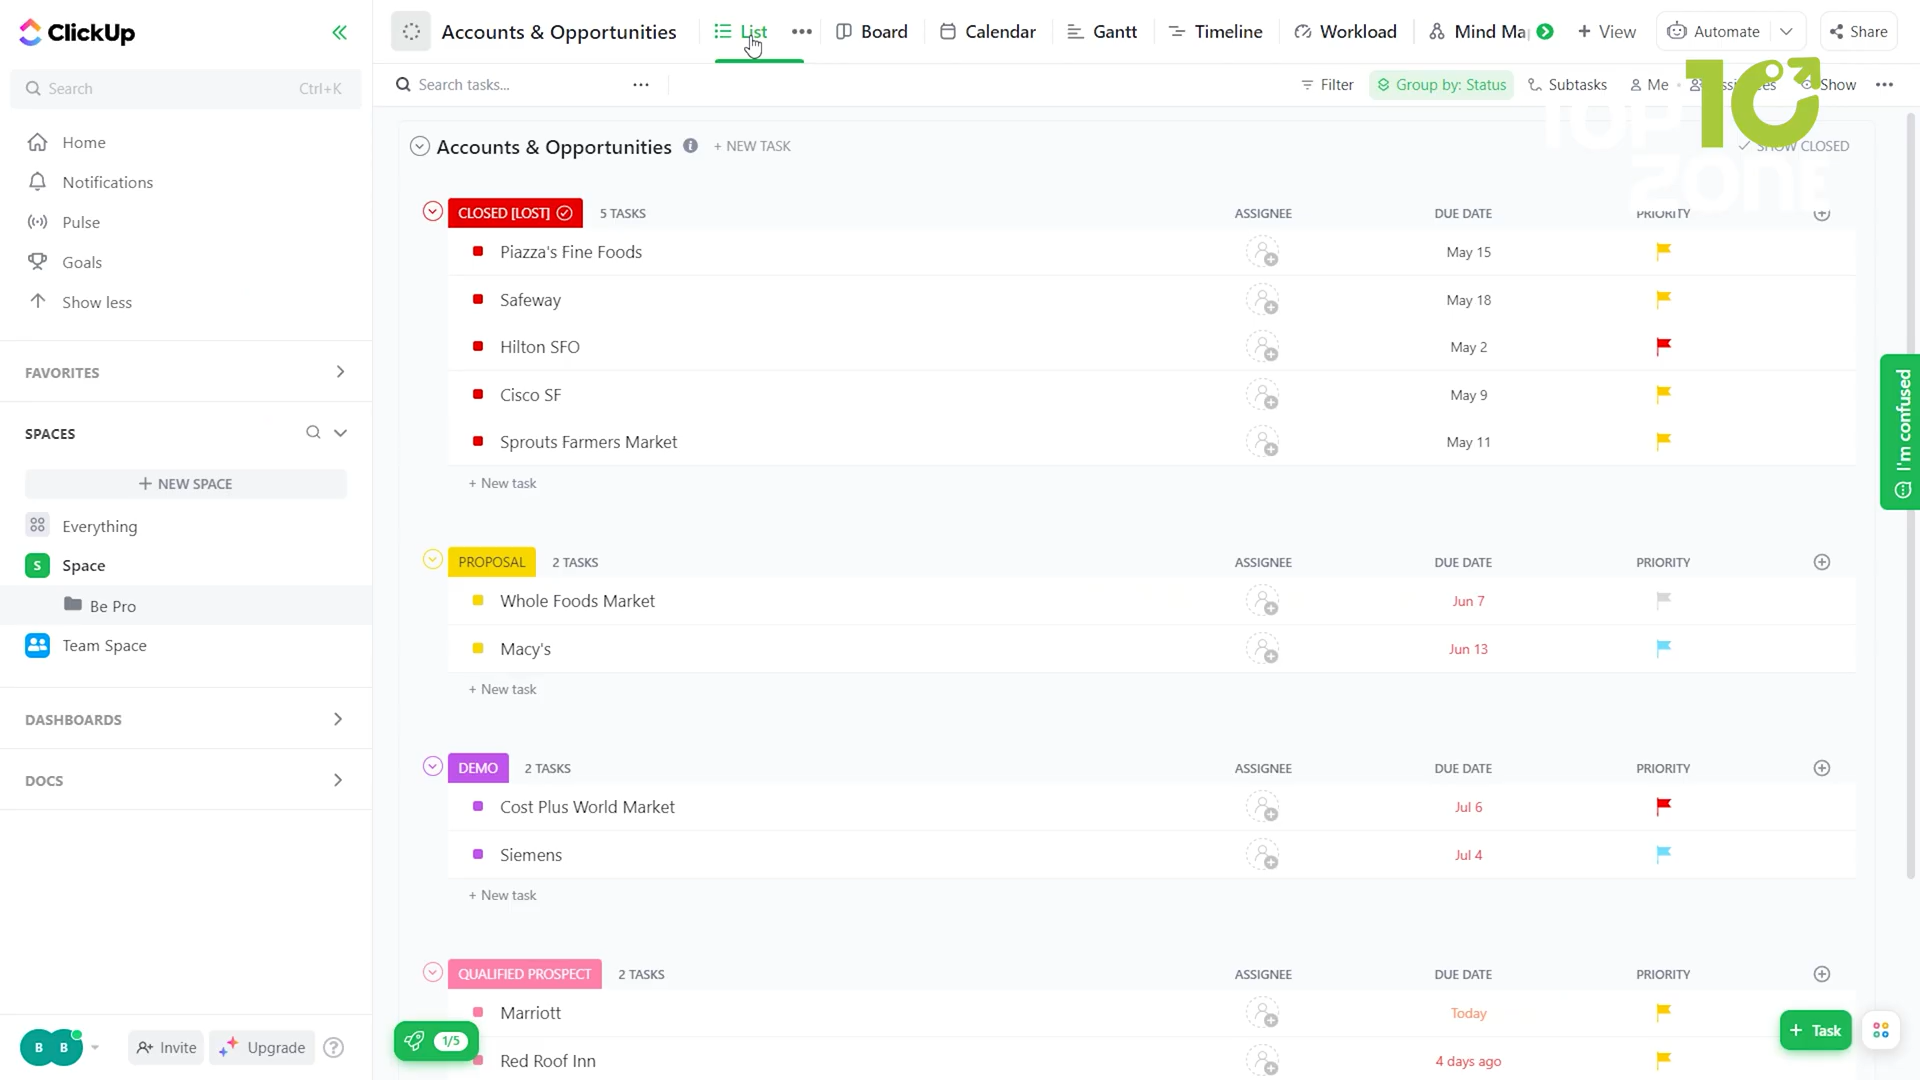 ClickUp
Accounts & Opportunities
List
Board
Calendar
Gantt
Timeline
Workload
Mind Ma
+ View
Automate
Share
Search
Ctrl+K
Search tasks...
Filter
Group by: Status
Subtasks
Me
Show
TOP 10 ZONE
Home
Notifications
Pulse
Goals
Show less
FAVORITES
SPACES
+ NEW SPACE
Everything
S Space
Be Pro
Team Space
DASHBOARDS
DOCS
B B
Invite
Upgrade
?
Accounts & Opportunities
+ NEW TASK
SHOW CLOSED
CLOSED [LOST] 5 TASKS ASSIGNEE DUE DATE PRIORITY
Piazza's Fine Foods May 15
Safeway May 18
Hilton SFO May 2
Cisco SF May 9
Sprouts Farmers Market May 11
+ New task
PROPOSAL 2 TASKS ASSIGNEE DUE DATE PRIORITY
Whole Foods Market Jun 7
Macy's Jun 13
+ New task
DEMO 2 TASKS ASSIGNEE DUE DATE PRIORITY
Cost Plus World Market Jul 6
Siemens Jul 4
+ New task
QUALIFIED PROSPECT 2 TASKS ASSIGNEE DUE DATE PRIORITY
Marriott Today
Red Roof Inn 4 days ago
1/5
+ Task
I'm confused